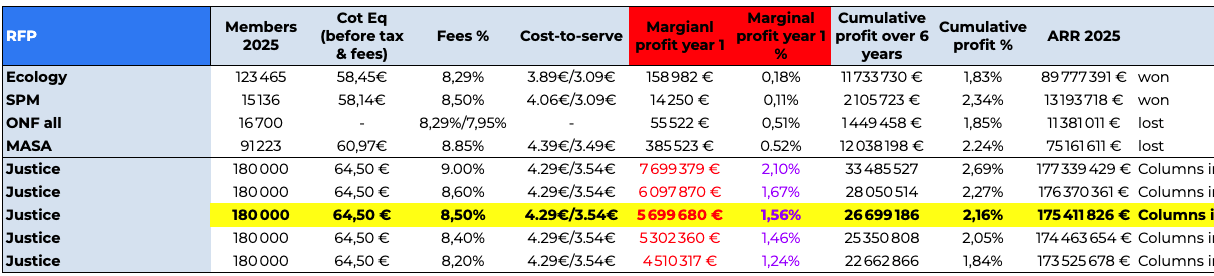 RFP Members 2025 Cot Eq (before tax & fees) Fees % Cost-to-serve Margianl profit year 1 Marginal profit year 1 % Cumulative profit over 6 years Cumulative profit % ARR 2025
Ecology 123 465 58,45€ 8,29% 3.89€/3.09€ 158 982 € 0,18% 11 733 730 € 1,83% 89 777 391 € won
SPM 15 136 58,14€ 8,50% 4.06€/3.09€ 14 250 € 0,11% 2 105 723 € 2,34% 13 193 718 € won
ONF all 16 700 - 8,29%/7,95% - 55 522 € 0,51% 1 449 458 € 1,85% 11 381 011 € lost
MASA 91 223 60,97€ 8.85% 4.39€/3.49€ 385 523 € 0.52% 12 038 198 € 2.24% 75 161 611 € lost
Justice 180 000 64,50 € 9.00% 4.29€/3.54€ 7 699 379 € 2,10% 33 485 527 2,69% 177 339 429 € Columns
Justice 180 000 64,50 € 8,60% 4.29€/3.54€ 6 097 870 € 1,67% 28 050 514 2,27% 176 370 361 € Columns
Justice 180 000 64,50 € 8,50% 4.29€/3.54€ 5 699 680 € 1,56% 26 699 186 2,16% 175 411 826 € Columns
Justice 180 000 64,50 € 8,40% 4.29€/3.54€ 5 302 360 € 1,46% 25 350 808 2,05% 174 463 654 € Columns
Justice 180 000 64,50 € 8,20% 4.29€/3.54€ 4 510 317 € 1,24% 22 662 866 1,84% 173 525 678 € Columns